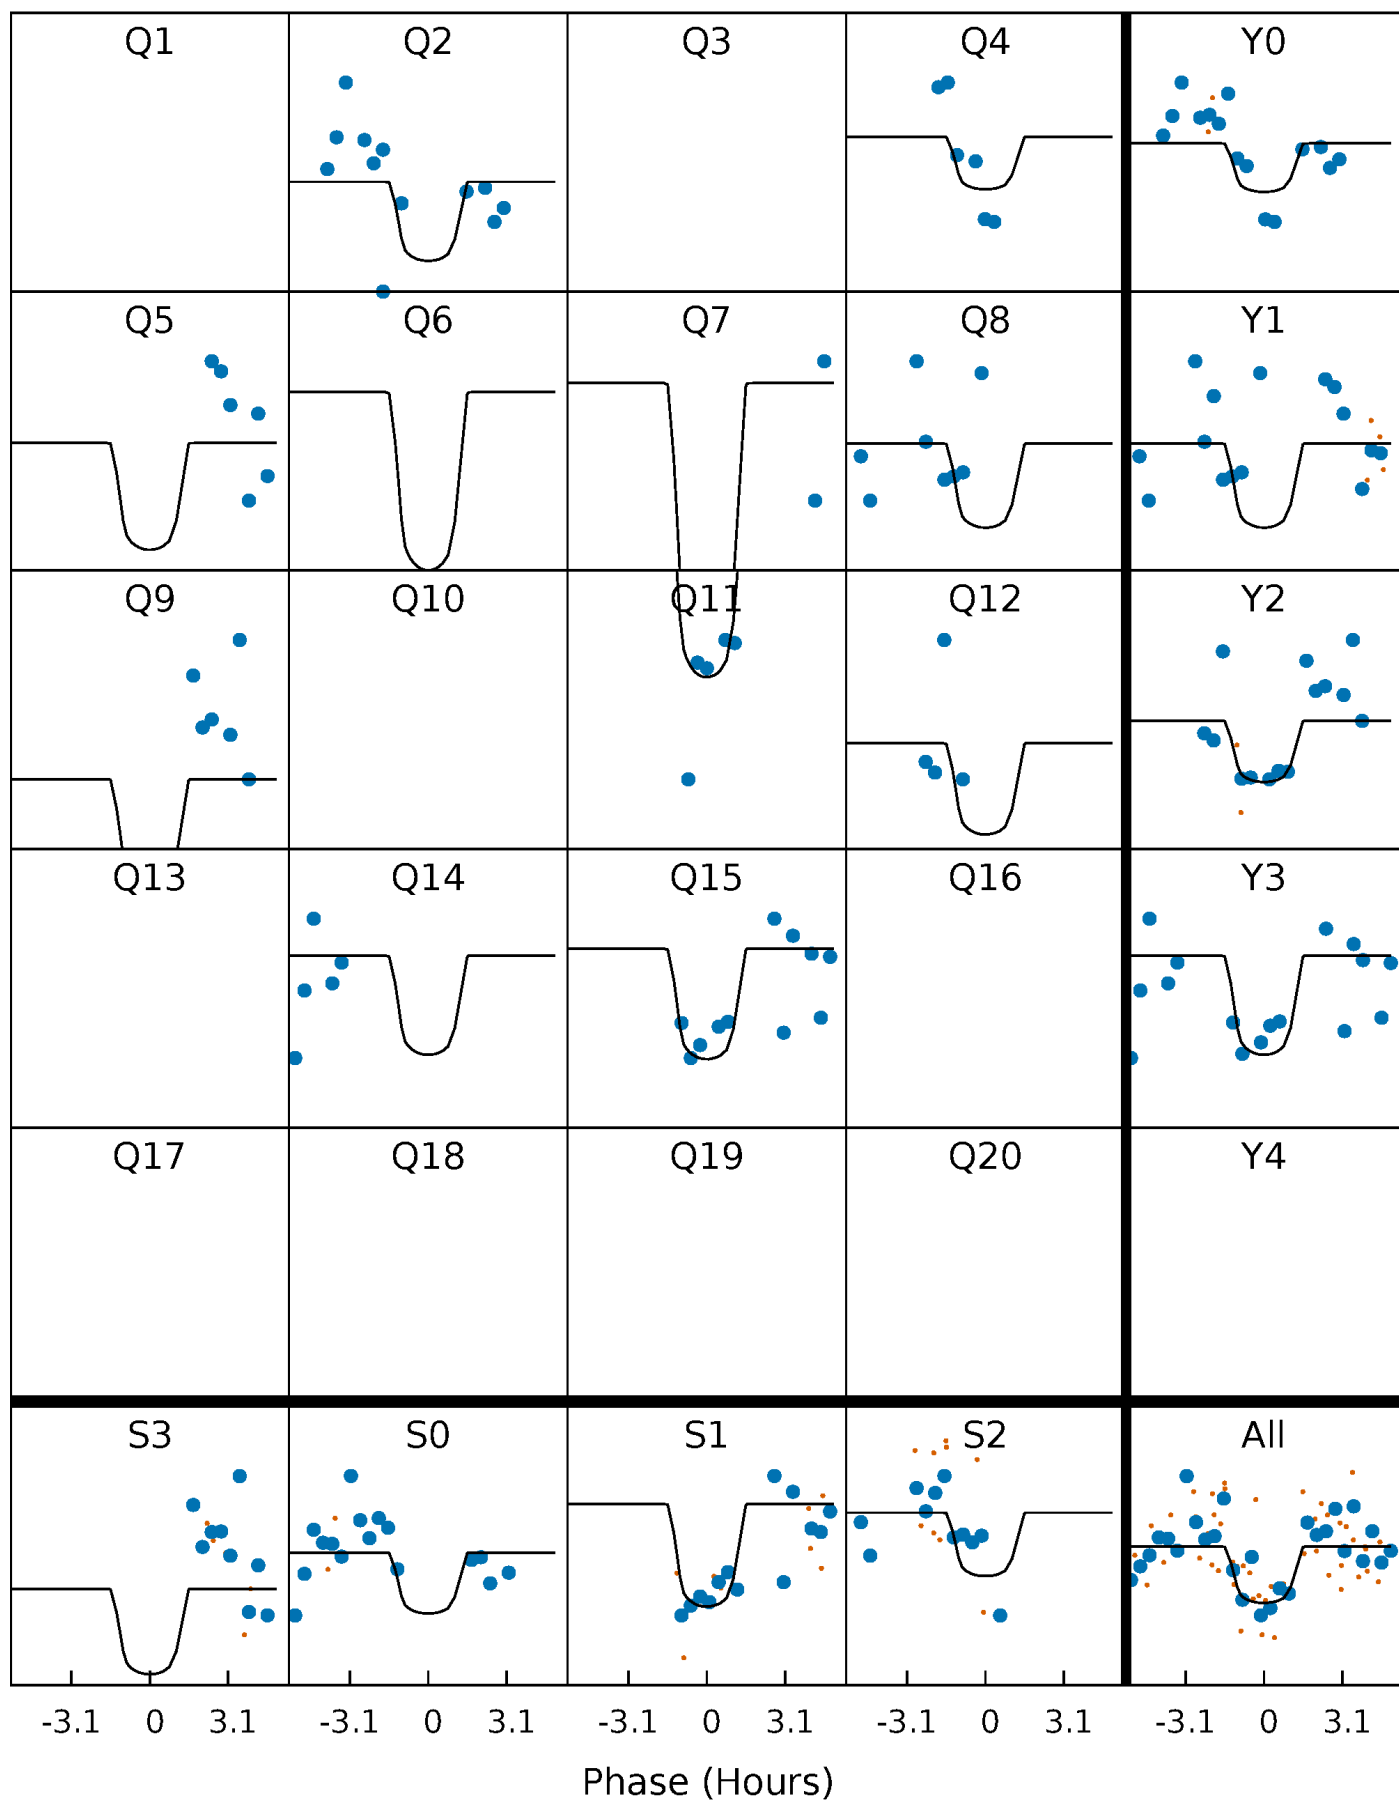 Q1 Q2 Q3 Q4 Y0
Q5 Q6 Q7 Q8 Y1
Q9 Q10 Q11 Q12 Y2
Q13 Q14 Q15 Q16 Y3
Q17 Q18 Q19 Q20 Y4
S3 S0 S1 S2 All
-3.1 0 3.1 -3.1 0 3.1 -3.1 0 3.1 -3.1 0 3.1 -3.1 0 3.1
Phase (Hours)